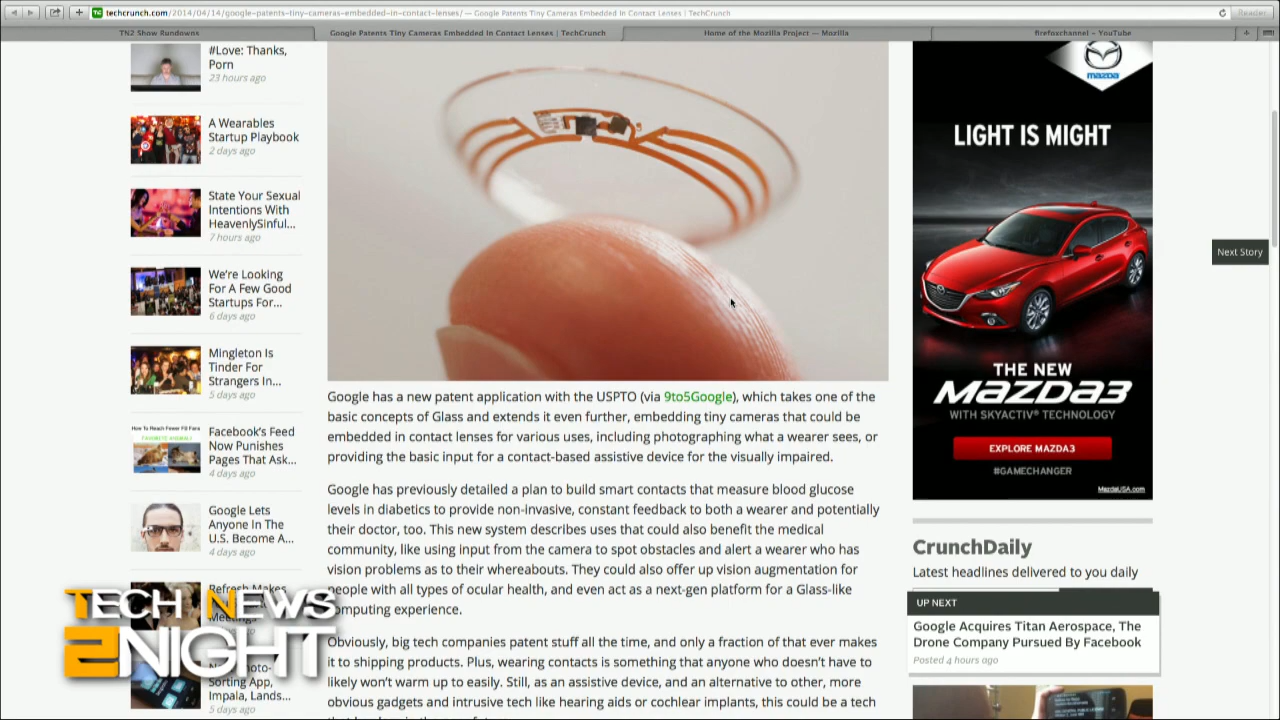 techcrunch.com/2014/04/14/google-patents-tiny-cameras-embedded-in-contact-lenses/ — Google Patents Tiny Cameras Embedded In Contact Lenses | TechCrunch
Reader
TN2 Show Rundowns
Google Patents Tiny Cameras Embedded In Contact Lenses | TechCrunch
Home of the Mozilla Project — Mozilla
firefoxchannel – YouTube
#Love: Thanks,
Porn
23 hours ago
A Wearables
Startup Playbook
2 days ago
State Your Sexual
Intentions With
HeavenlySinful...
7 hours ago
We're Looking
For A Few Good
Startups For...
6 days ago
Mingleton Is
Tinder For
Strangers In...
5 days ago
How To Reach Fewer FB Fans
Facebook's Feed
Now Punishes
Pages That Ask...
4 days ago
Google Lets
Anyone In The
U.S. Become A...
4 days ago
Refresh Makes
Sorting App,
Impala, Lands...
5 days ago
TECH NEWS
2NIGHT
Google has a new patent application with the USPTO (via 9to5Google), which takes one of the
basic concepts of Glass and extends it even further, embedding tiny cameras that could be
embedded in contact lenses for various uses, including photographing what a wearer sees, or
providing the basic input for a contact-based assistive device for the visually impaired.
Google has previously detailed a plan to build smart contacts that measure blood glucose
levels in diabetics to provide non-invasive, constant feedback to both a wearer and potentially
their doctor, too. This new system describes uses that could also benefit the medical
community, like using input from the camera to spot obstacles and alert a wearer who has
vision problems as to their whereabouts. They could also offer up vision augmentation for
people with all types of ocular health, and even act as a next-gen platform for a Glass-like
computing experience.
Obviously, big tech companies patent stuff all the time, and only a fraction of that ever makes
it to shipping products. Plus, wearing contacts is something that anyone who doesn't have to
likely won't warm up to easily. Still, as an assistive device, and an alternative to other, more
obvious gadgets and intrusive tech like hearing aids or cochlear implants, this could be a tech
mazda
LIGHT IS MIGHT
THE NEW
MAZDA3
WITH SKYACTIV® TECHNOLOGY
EXPLORE MAZDA3
#GAMECHANGER
MazdaUSA.com
Next Story
CrunchDaily
Latest headlines delivered to you daily
UP NEXT
Google Acquires Titan Aerospace, The
Drone Company Pursued By Facebook
Posted 4 hours ago